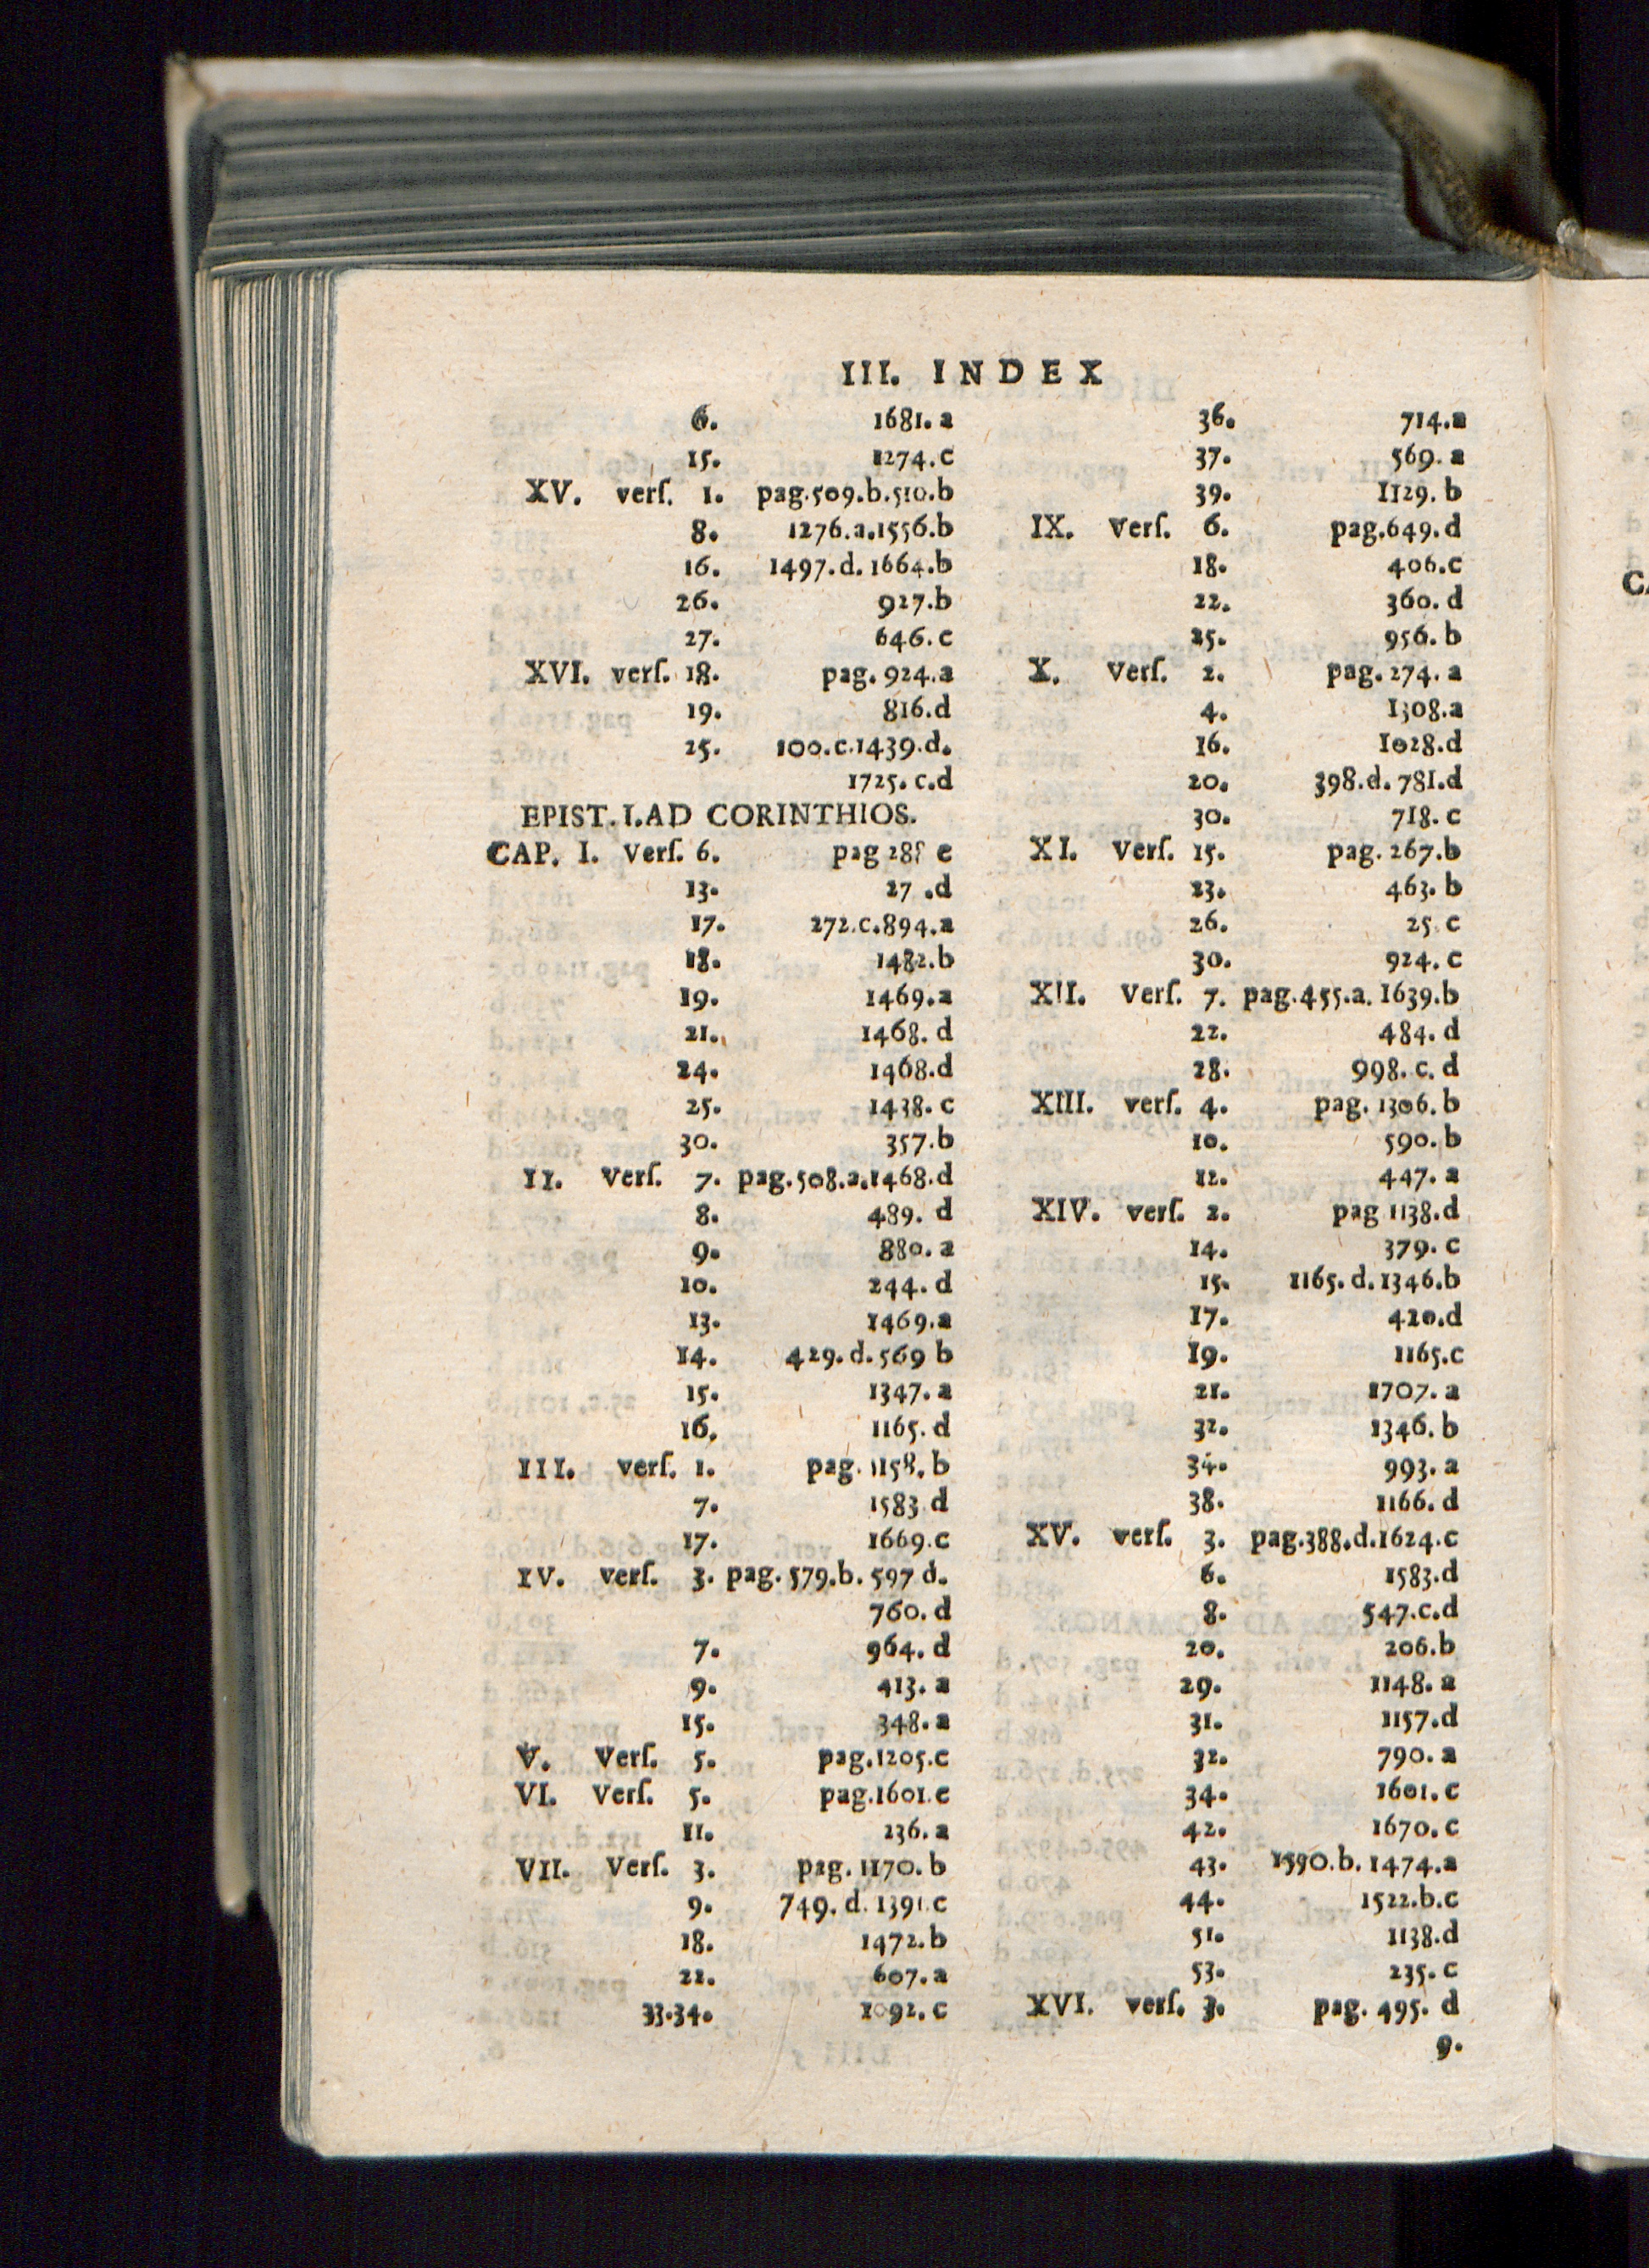 III. INDEX
6. 1681. a
15. 1274.c
XV. verſ. 1. pag.509.b.510.b
8. 1276.a.1556.b
16. 1497.d. 1664.b
26. 927.b
27. 646.c
XVI. verſ. 18. pag. 924.a
19. 816.d
25. 100.c.1439.d.
1725. c.d
EPIST. I. AD CORINTHIOS.
CAP. I. Verſ. 6. pag e
13. .d
17. 272.c.894.a
18. 1482.b
19. 1469.a
21. 1468. d
24. 1468.d
25. 1438. c
30. 357.b
II. Verſ. 7. pag.508.a.1468.d
8. 489. d
9. 880. a
10. 244. d
13. 1469.a
14. 429. d. 569 b
15. 1347. a
16. 1165. d
III. verſ. 1. pag. 1158. b
7. 1583 d
17. 1669.c
IV. verſ. 3. pag. 579.b. 597 d.
760. d
7. 964. d
9. 413. a
15. 348. a
V. Verſ. 5. pag.1205.c
VI. Verſ. 5. pag.1601.c
11. 236. a
VII. Verſ. 3. pag. 1170. b
9. 749. d. 1391.c
18. 1472.b
22. 607. a
33.34. 1092. c
36. 714.a
37. 569. a
39. 1129. b
IX. Verſ. 6. pag.649.d
18. 406.c
22. 360. d
25. 956. b
X. Verſ. 2. pag. 274. a
4. 1308.a
16. 1028.d
20. 398.d. 781.d
30. 718. c
XI. Verſ. 15. pag. 267.b
23. 463. b
26. 25 c
30. 924. c
XII. Verſ. 7. pag.455.a. 1639.b
22. 484. d
28. 998. c. d
XIII. verſ. 4. pag. 1306. b
10. 590. b
12. 447. a
XIV. verſ. 2. pag 1138.d
14. 379. c
15. 1165. d. 1346.b
17. 420.d
19. 1165.c
21. 1707. a
32. 1346. b
34. 993. a
38. 1166. d
XV. verſ. 3. pag.388.d.1624.c
6. 1583.d
8. 547.c.d
20. 206.b
29. 1148. a
31. 1157.d
32. 790. a
34. 1601. c
42. 1670. c
43. 1590.b. 1474.a
44. 1522.b.c
51. 1138.d
53. 235. c
XVI. verſ. 3. pag. 495. d
9.